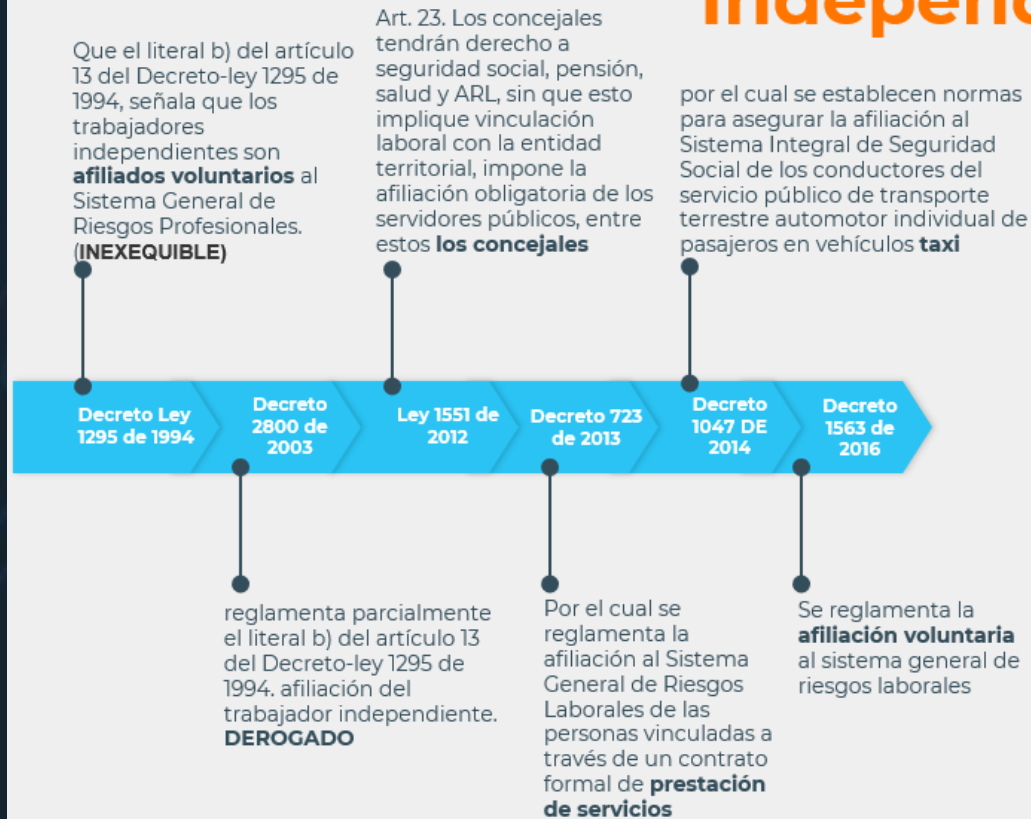 Que el literal b) del artículo
13 del Decreto-ley 1295 de
1994, señala que los
trabajadores
independientes son
afiliados voluntarios al
Sistema General de
Riesgos Profesionales.
(INEXEQUIBLE)
Art. 23. Los concejales
tendrán derecho a
seguridad social, pensión,
salud y ARL, sin que esto
implique vinculación
laboral con la entidad
territorial, impone la
afiliación obligatoria de los
servidores públicos, entre
estos los concejales
por el cual se establecen normas
para asegurar la afiliación al
Sistema Integral de Seguridad
Social de los conductores del
servicio público de transporte
terrestre automotor individual de
pasajeros en vehículos taxi
Decreto Ley
1295 de 1994
Decreto
2800 de
2003
Ley 1551 de
2012
Decreto 723
de 2013
Decreto
1047 DE
2014
Decreto
1563 de
2016
reglamenta parcialmente
el literal b) del artículo 13
del Decreto-ley 1295 de
1994. afiliación del
trabajador independiente.
DEROGADO
Por el cual se
reglamenta la
afiliación al Sistema
General de Riesgos
Laborales de las
personas vinculadas a
través de un contrato
formal de prestación
de servicios
Se reglamenta la
afiliación voluntaria
al sistema general de
riesgos laborales